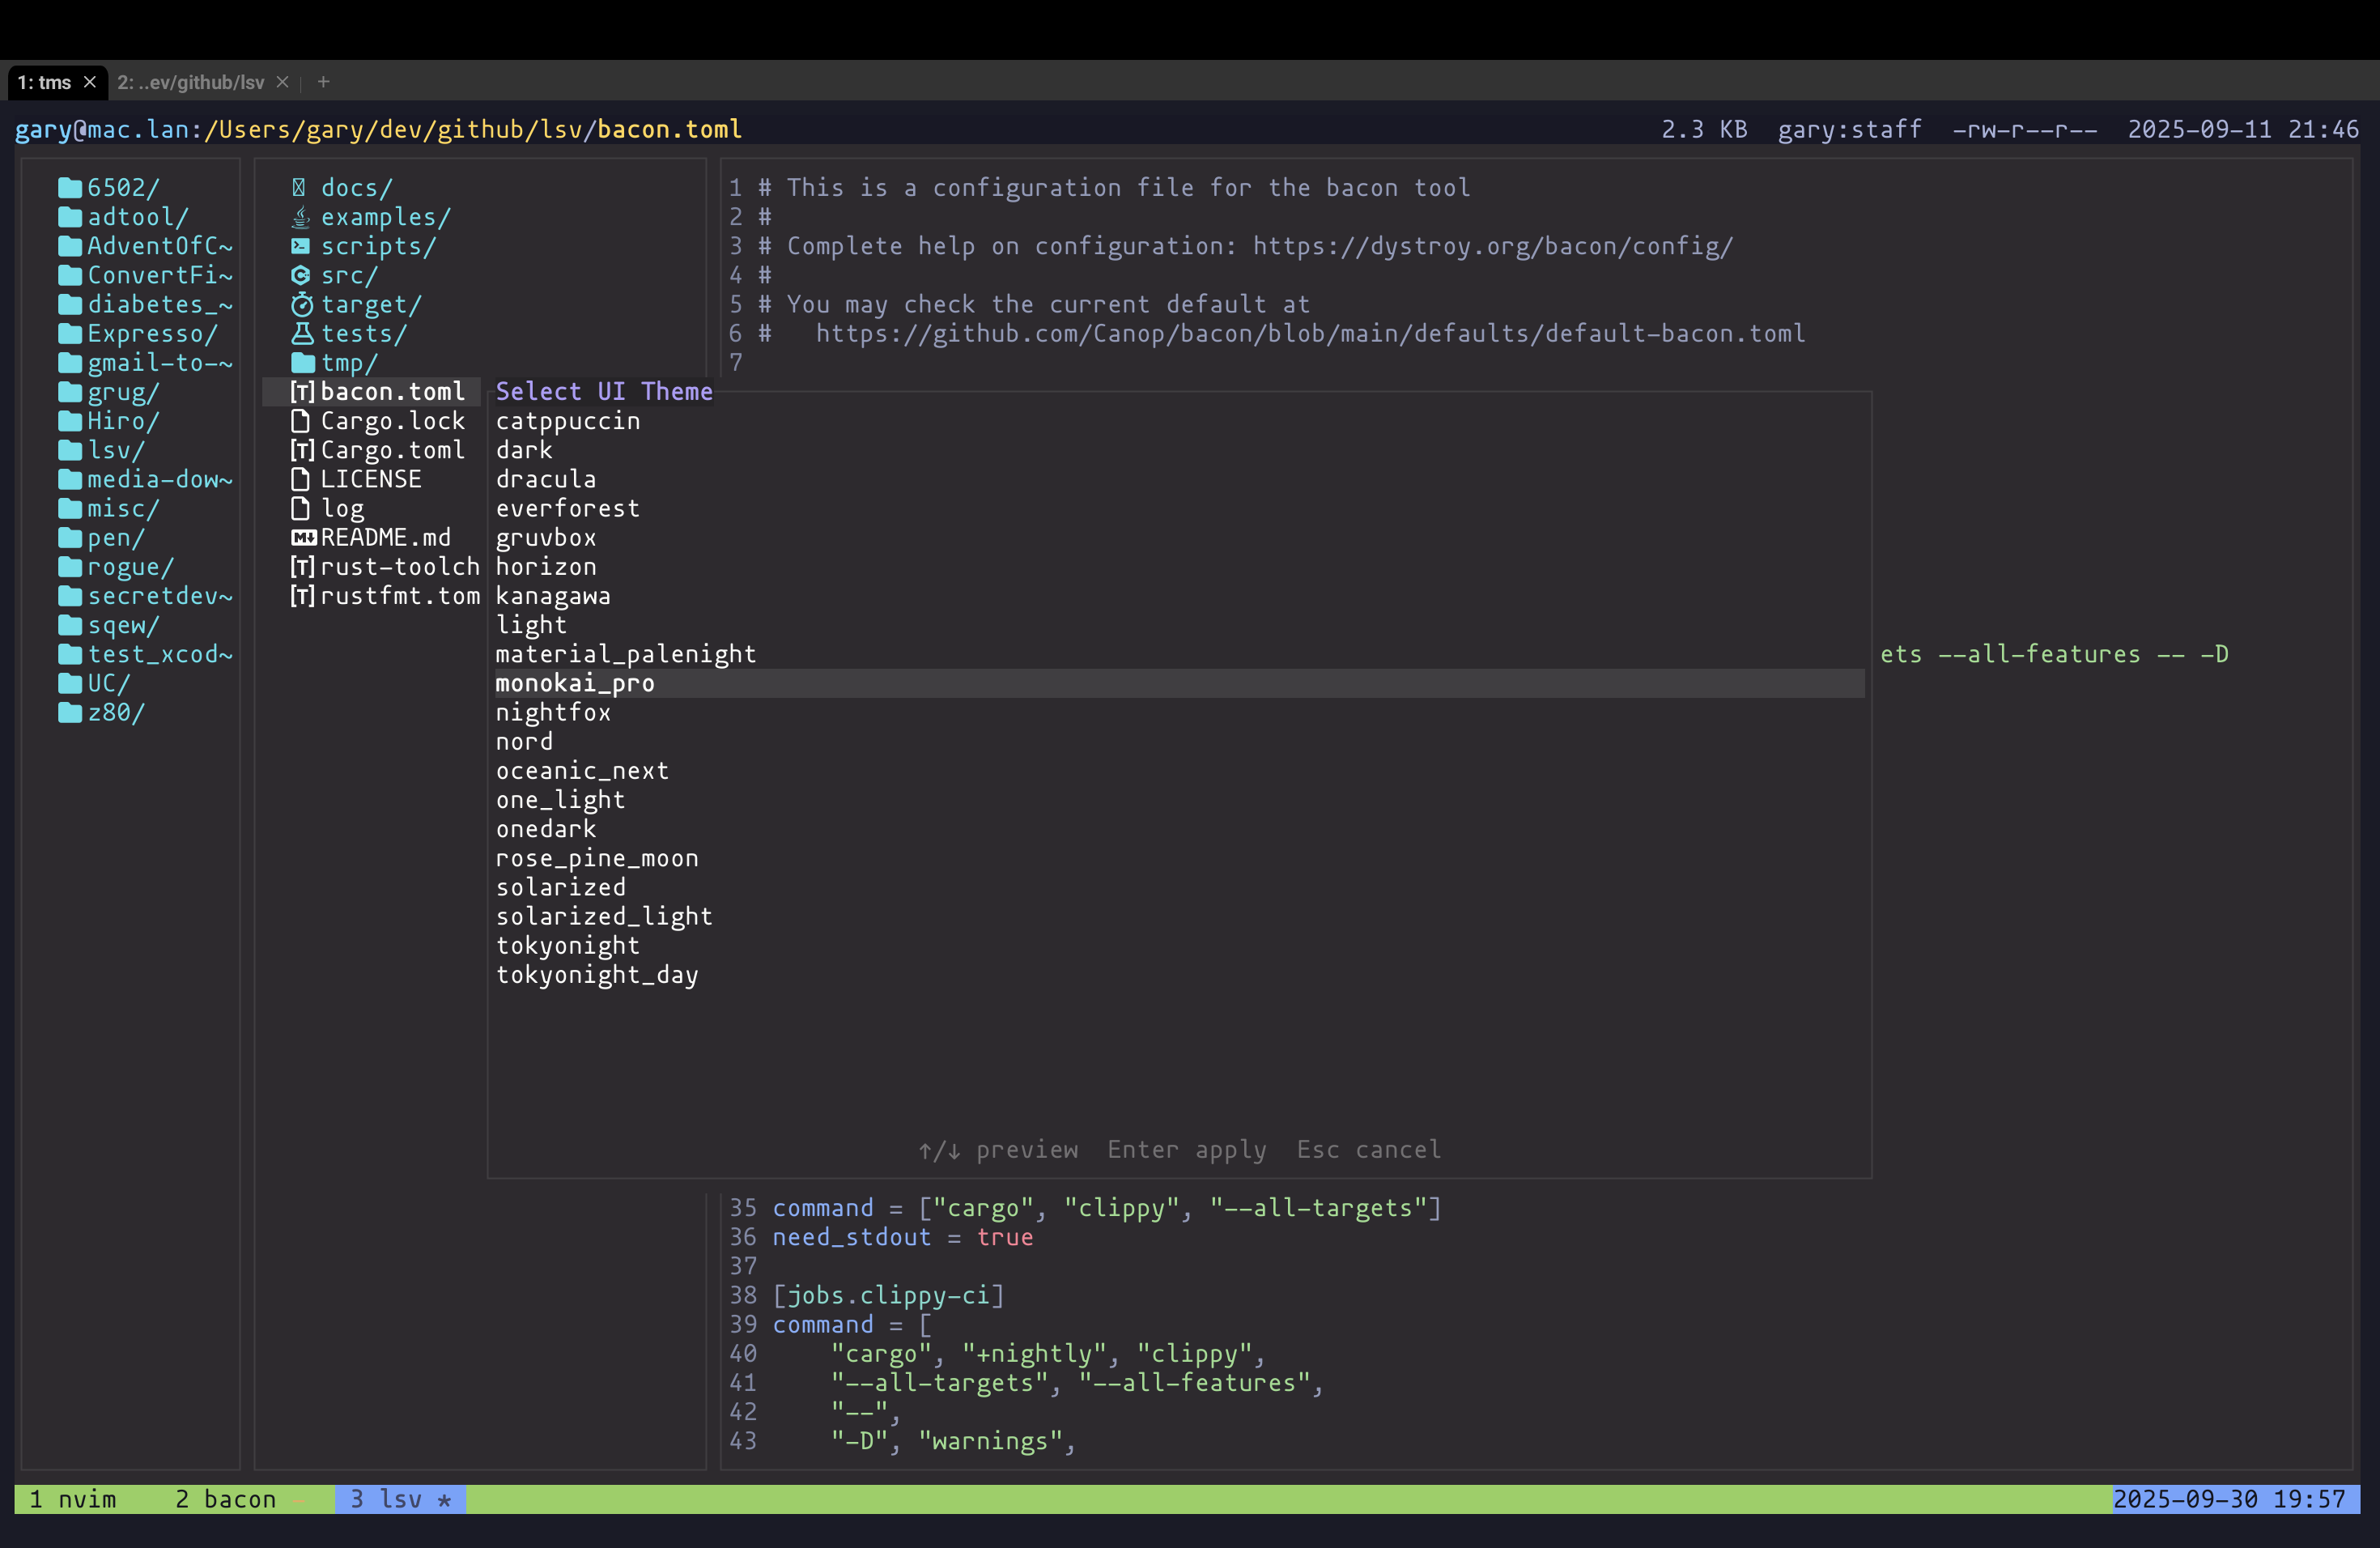 1: tms × 2: ..ev/github/lsv × +
gary@mac.lan:/Users/gary/dev/github/lsv/bacon.toml 2.3 KB gary:staff -rw-r--r-- 2025-09-11 21:46
6502/
adtool/
AdventOfC~
ConvertFi~
diabetes_~
Expresso/
gmail-to-~
grug/
Hiro/
lsv/
media-dow~
misc/
pen/
rogue/
secretdev~
sqew/
test_xcod~
UC/
z80/
docs/
examples/
scripts/
src/
target/
tests/
tmp/
[T] bacon.toml
Cargo.lock
[T] Cargo.toml
LICENSE
log
M↓ README.md
[T] rust-toolch
[T] rustfmt.tom
1 # This is a configuration file for the bacon tool
2 #
3 # Complete help on configuration: https://dystroy.org/bacon/config/
4 #
5 # You may check the current default at
6 #   https://github.com/Canop/bacon/blob/main/defaults/default-bacon.toml
7
Select UI Theme
catppuccin
dark
dracula
everforest
gruvbox
horizon
kanagawa
light
material_palenight
monokai_pro
nightfox
nord
oceanic_next
one_light
onedark
rose_pine_moon
solarized
solarized_light
tokyonight
tokyonight_day
↑/↓ preview  Enter apply  Esc cancel
ets --all-features -- -D
35 command = ["cargo", "clippy", "--all-targets"]
36 need_stdout = true
37
38 [jobs.clippy-ci]
39 command = [
40     "cargo", "+nightly", "clippy",
41     "--all-targets", "--all-features",
42     "--",
43     "-D", "warnings",
1 nvim 2 bacon - 3 lsv * 2025-09-30 19:57